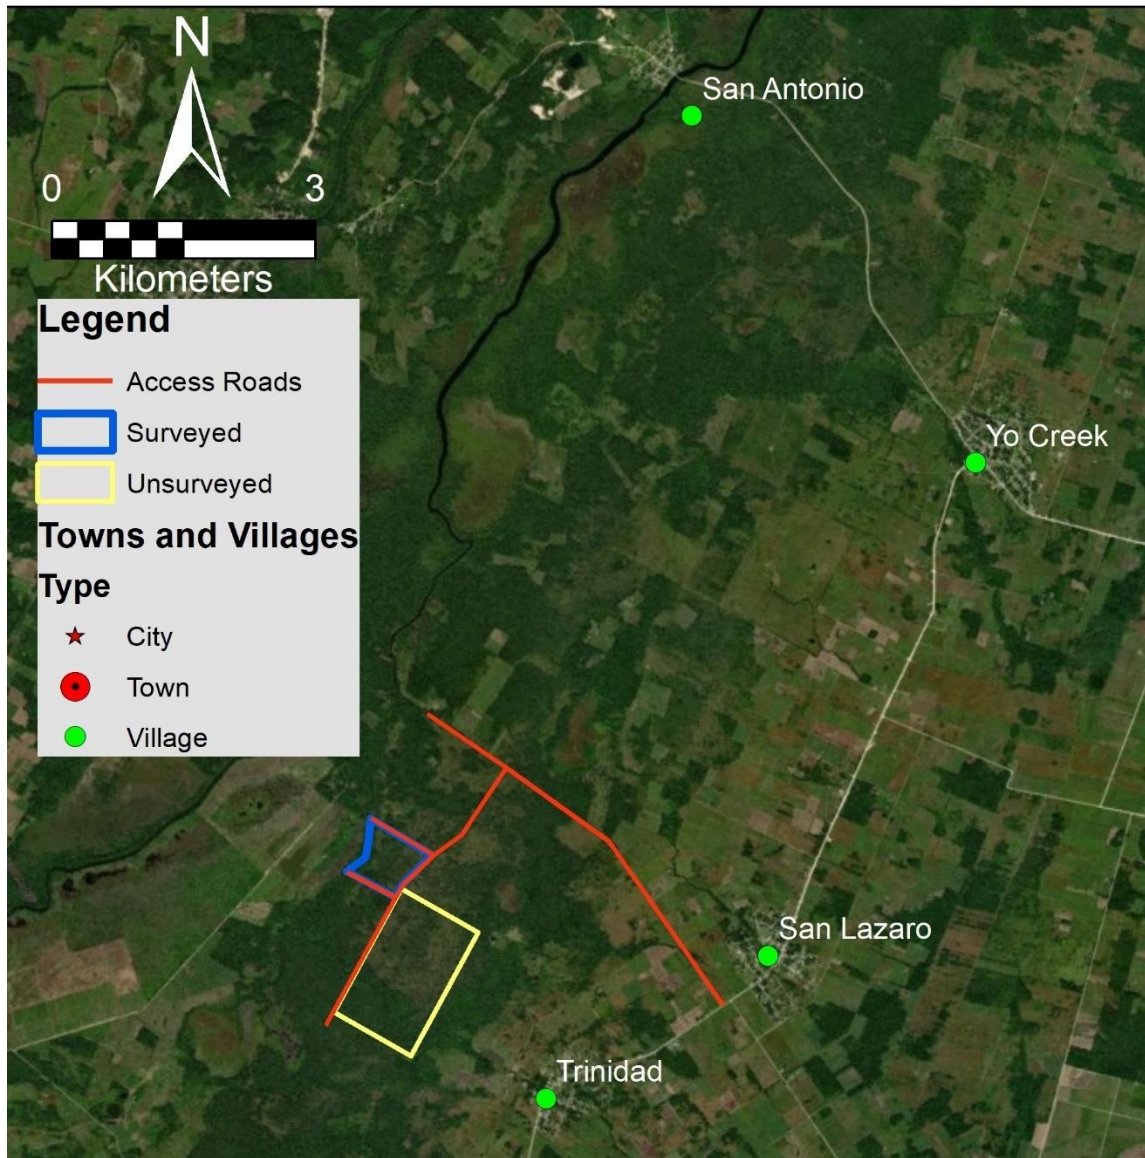 N
San Antonio
0 3
Kilometers
Legend
Access Roads
Surveyed
Unsurveyed
Yo Creek
Towns and Villages
Type
City
Town
Village
San Lazaro
Trinidad